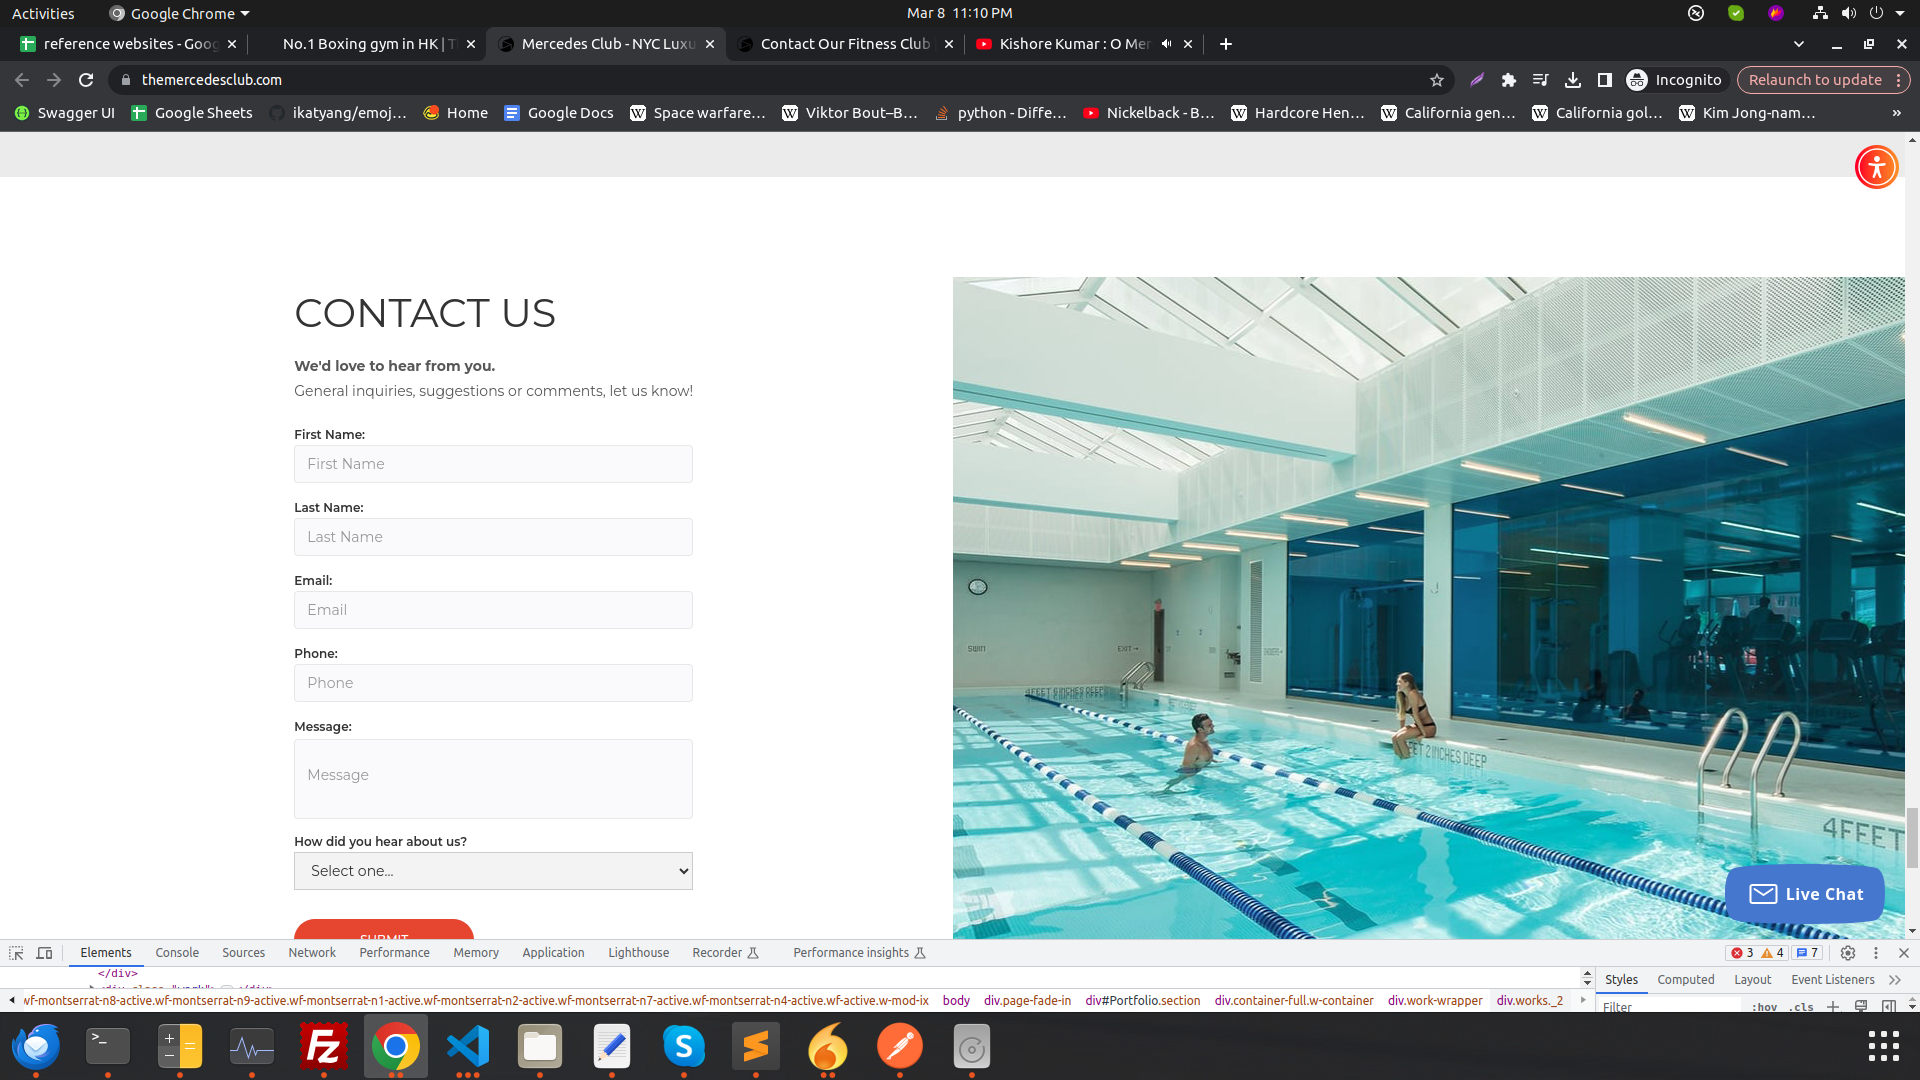 Activities
Google Chrome
Mar 8 11:10 PM
reference websites - Goog
No.1 Boxing gym in HK | T
Mercedes Club - NYC Luxu
Contact Our Fitness Club
Kishore Kumar : O Mer
themercedesclub.com
Incognito
Relaunch to update
Swagger UI
Google Sheets
ikatyang/emoj...
Home
Google Docs
Space warfare...
Viktor Bout–B...
python - Differe...
Nickelback - B...
Hardcore Hen...
California gen...
California gol...
Kim Jong-nam...
CONTACT US
We'd love to hear from you.
General inquiries, suggestions or comments, let us know!
First Name:
First Name
Last Name:
Last Name
Email:
Email
Phone:
Phone
Message:
Message
How did you hear about us?
Select one...
SUBMIT
SWIM
EXIT
4 FEET 6 INCHES DEEP
FEET 2 INCHES DEEP
4 FEET
Live Chat
Elements
Console
Sources
Network
Performance
Memory
Application
Lighthouse
Recorder
Performance insights
3
4
7
</div>
Styles
Computed
Layout
Event Listeners
wf-montserrat-n8-active.wf-montserrat-n9-active.wf-montserrat-n1-active.wf-montserrat-n2-active.wf-montserrat-n7-active.wf-montserrat-n4-active.wf-active.w-mod-ix
body
div.page-fade-in
div#Portfolio.section
div.container-full.w-container
div.work-wrapper
div.works._2
Filter
:hov
.cls